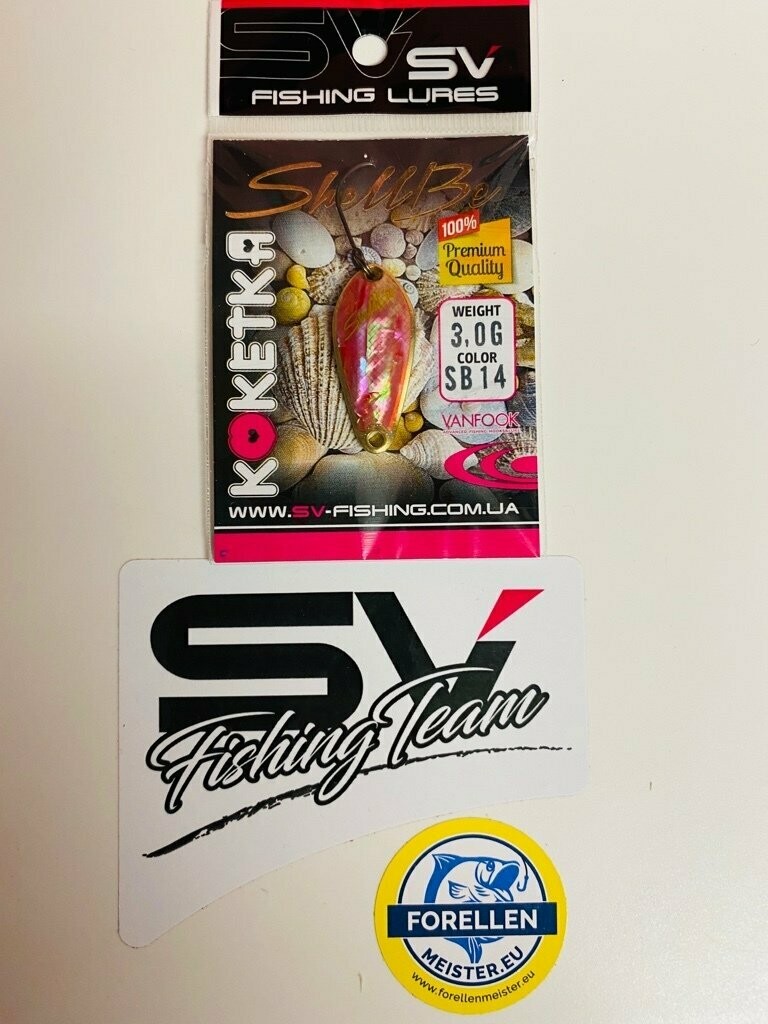 SV SV
FISHING LURES
ShellBe
100%
Premium
Quality
KOKETKA
WEIGHT
3,0G
COLOR
SB14
VANFOOK
WWW.SV-FISHING.COM.UA
SV
Fishing Team
FORELLEN
MEISTER.EU
www.forellenmeister.eu